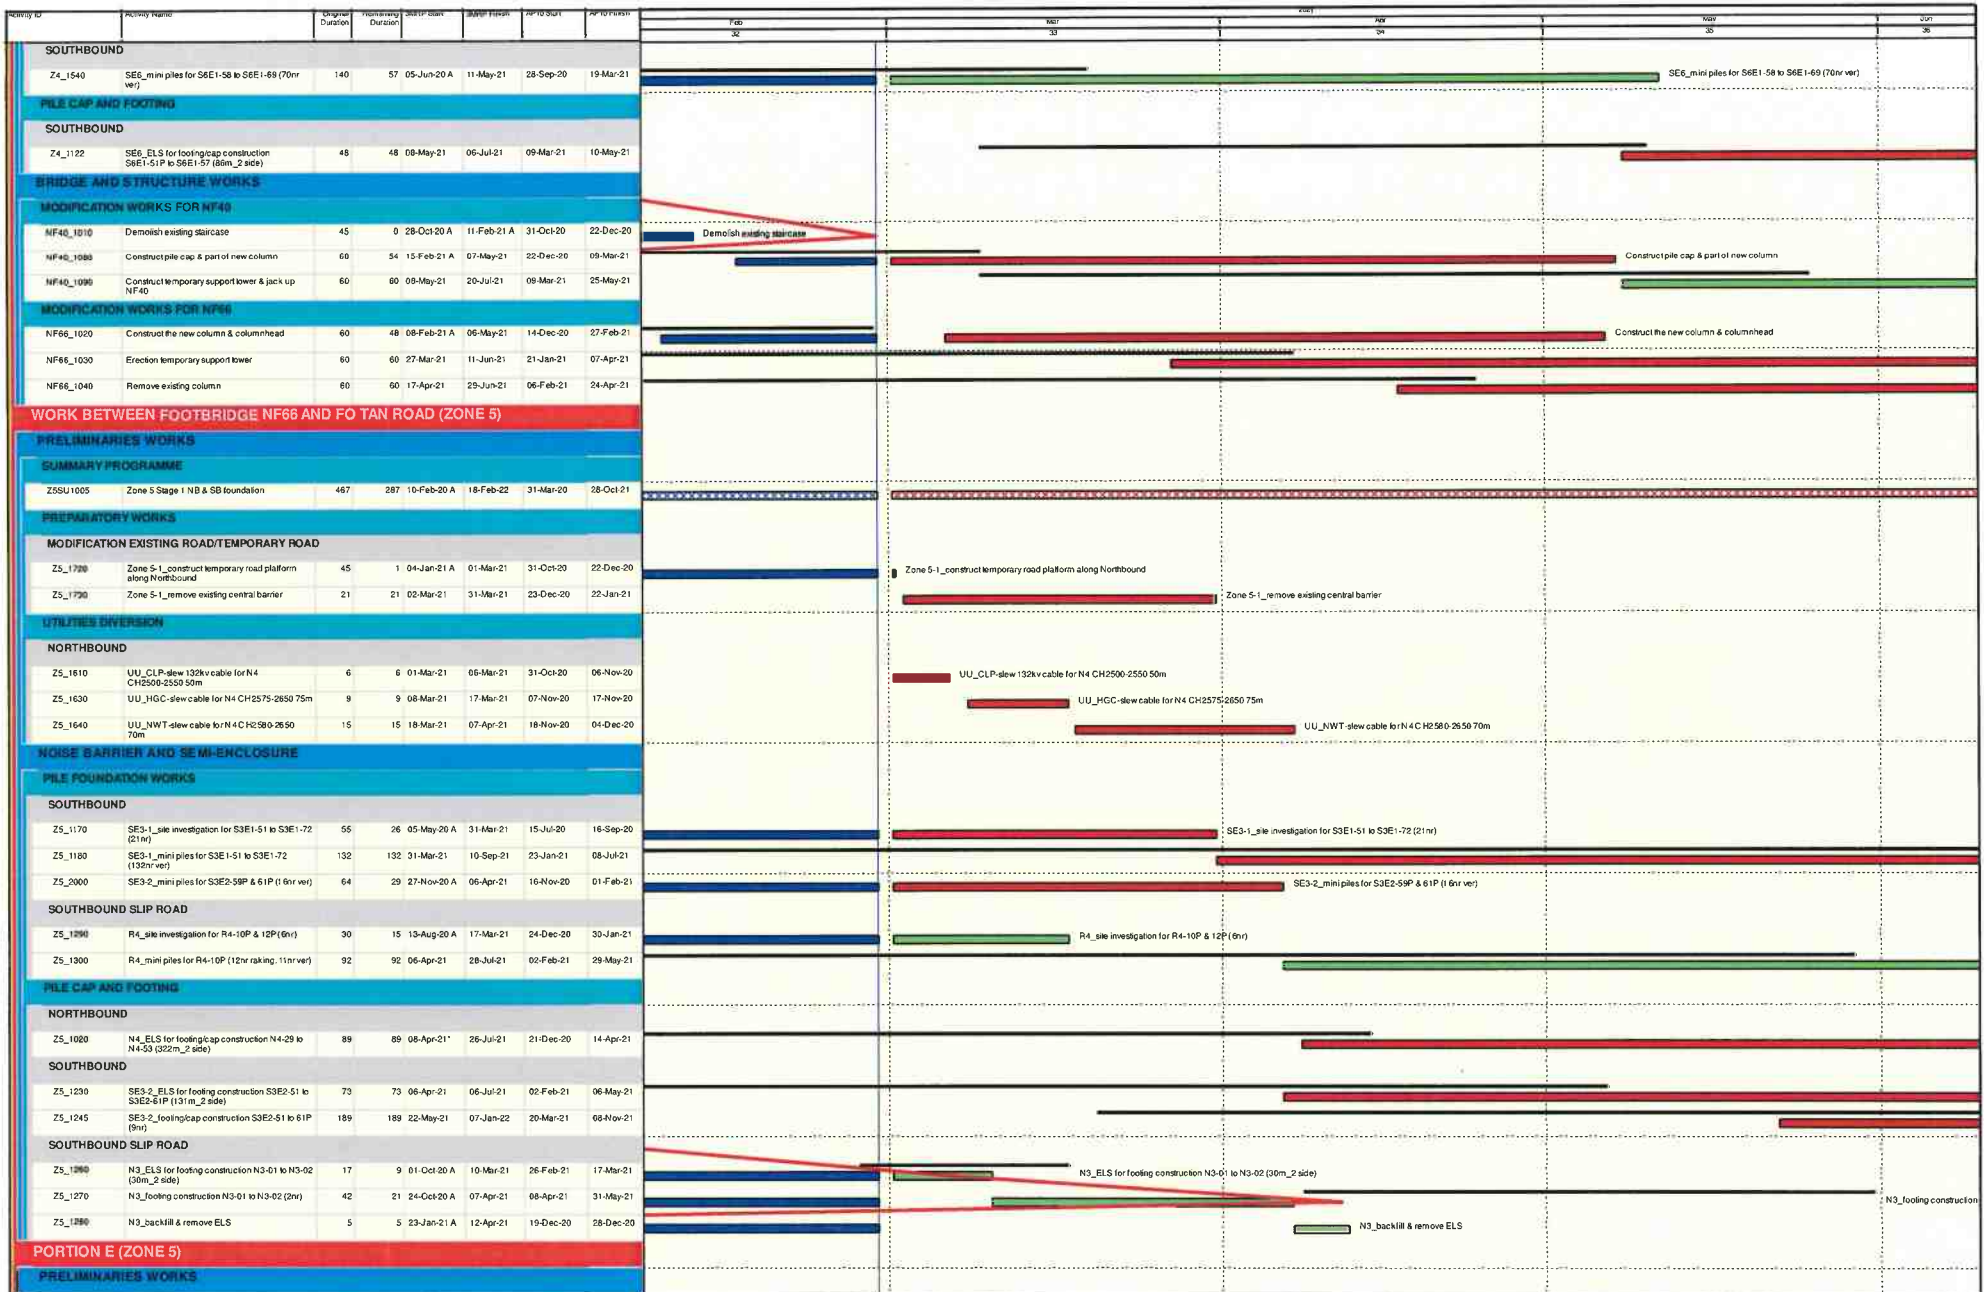 Activity ID Activity Name Original Duration Remaining Duration 3MRP Start 3MRP Finish AP10 Start AP10 Finish
2021
Feb Mar Apr May Jun
32 33 34 35 36
SOUTHBOUND
Z4_1540 SE6_mini piles for S6E1-58 to S6E1-69 (70nr ver) 140 57 05-Jun-20 A 11-May-21 28-Sep-20 19-Mar-21 SE6_mini piles for S6E1-58 to S6E1-69 (70nr ver)
PILE CAP AND FOOTING
SOUTHBOUND
Z4_1122 SE6_ELS for footing/cap construction S6E1-51P to S6E1-57 (86m_2 side) 48 48 08-May-21 06-Jul-21 09-Mar-21 10-May-21
BRIDGE AND STRUCTURE WORKS
MODIFICATION WORKS FOR NF40
NF40_1010 Demolish existing staircase 45 0 28-Oct-20 A 11-Feb-21 A 31-Oct-20 22-Dec-20 Demolish existing staircase
NF40_1080 Construct pile cap & part of new column 60 54 15-Feb-21 A 07-May-21 22-Dec-20 09-Mar-21 Construct pile cap & part of new column
NF40_1090 Construct temporary support tower & jack up NF40 60 60 08-May-21 20-Jul-21 09-Mar-21 25-May-21
MODIFICATION WORKS FOR NF66
NF66_1020 Construct the new column & columnhead 60 48 08-Feb-21 A 06-May-21 14-Dec-20 27-Feb-21 Construct the new column & columnhead
NF66_1030 Erection temporary support tower 60 60 27-Mar-21 11-Jun-21 21-Jan-21 07-Apr-21
NF66_1040 Remove existing column 60 60 17-Apr-21 29-Jun-21 06-Feb-21 24-Apr-21
WORK BETWEEN FOOTBRIDGE NF66 AND FO TAN ROAD (ZONE 5)
PRELIMINARIES WORKS
SUMMARY PROGRAMME
Z5SU1005 Zone 5 Stage 1 NB & SB foundation 467 287 10-Feb-20 A 18-Feb-22 31-Mar-20 28-Oct-21
PREPARATORY WORKS
MODIFICATION EXISTING ROAD/TEMPORARY ROAD
Z5_1720 Zone 5-1_construct temporary road platform along Northbound 45 1 04-Jan-21 A 01-Mar-21 31-Oct-20 22-Dec-20 Zone 5-1_construct temporary road platform along Northbound
Z5_1730 Zone 5-1_remove existing central barrier 21 21 02-Mar-21 31-Mar-21 23-Dec-20 22-Jan-21 Zone 5-1_remove existing central barrier
UTILITIES DIVERSION
NORTHBOUND
Z5_1610 UU_CLP-slew 132kv cable for N4 CH2500-2550 50m 6 6 01-Mar-21 06-Mar-21 31-Oct-20 06-Nov-20 UU_CLP-slew 132kv cable for N4 CH2500-2550 50m
Z5_1630 UU_HGC-slew cable for N4 CH2575-2650 75m 9 9 08-Mar-21 17-Mar-21 07-Nov-20 17-Nov-20 UU_HGC-slew cable for N4 CH2575-2650 75m
Z5_1640 UU_NWT-slew cable for N4 CH2580-2650 70m 15 15 18-Mar-21 07-Apr-21 18-Nov-20 04-Dec-20 UU_NWT-slew cable for N4 CH2580-2650 70m
NOISE BARRIER AND SEMI-ENCLOSURE
PILE FOUNDATION WORKS
SOUTHBOUND
Z5_1170 SE3-1_site investigation for S3E1-51 to S3E1-72 (21nr) 55 26 05-May-20 A 31-Mar-21 15-Jul-20 16-Sep-20 SE3-1_site investigation for S3E1-51 to S3E1-72 (21nr)
Z5_1180 SE3-1_mini piles for S3E1-51 to S3E1-72 (132nr ver) 132 132 31-Mar-21 10-Sep-21 23-Jan-21 08-Jul-21
Z5_2000 SE3-2_mini piles for S3E2-59P & 61P (16nr ver) 64 29 27-Nov-20 A 06-Apr-21 16-Nov-20 01-Feb-21 SE3-2_mini piles for S3E2-59P & 61P (16nr ver)
SOUTHBOUND SLIP ROAD
Z5_1290 R4_site investigation for R4-10P & 12P (6nr) 30 15 13-Aug-20 A 17-Mar-21 24-Dec-20 30-Jan-21 R4_site investigation for R4-10P & 12P (6nr)
Z5_1300 R4_mini piles for R4-10P (12nr raking, 11nr ver) 92 92 06-Apr-21 28-Jul-21 02-Feb-21 29-May-21
PILE CAP AND FOOTING
NORTHBOUND
Z5_1020 N4_ELS for footing/cap construction N4-29 to N4-53 (322m_2 side) 89 89 08-Apr-21* 26-Jul-21 21-Dec-20 14-Apr-21
SOUTHBOUND
Z5_1230 SE3-2_ELS for footing construction S3E2-51 to S3E2-61P (131m_2 side) 73 73 06-Apr-21 06-Jul-21 02-Feb-21 06-May-21
Z5_1245 SE3-2_footing/cap construction S3E2-51 to 61P (9nr) 189 189 22-May-21 07-Jan-22 20-Mar-21 08-Nov-21
SOUTHBOUND SLIP ROAD
Z5_1260 N3_ELS for footing construction N3-01 to N3-02 (30m_2 side) 17 9 01-Oct-20 A 10-Mar-21 26-Feb-21 17-Mar-21 N3_ELS for footing construction N3-01 to N3-02 (30m_2 side)
Z5_1270 N3_footing construction N3-01 to N3-02 (2nr) 42 21 24-Oct-20 A 07-Apr-21 08-Apr-21 31-May-21 N3_footing construction
Z5_1280 N3_backfill & remove ELS 5 5 23-Jan-21 A 12-Apr-21 19-Dec-20 28-Dec-20 N3_backfill & remove ELS
PORTION E (ZONE 5)
PRELIMINARIES WORKS